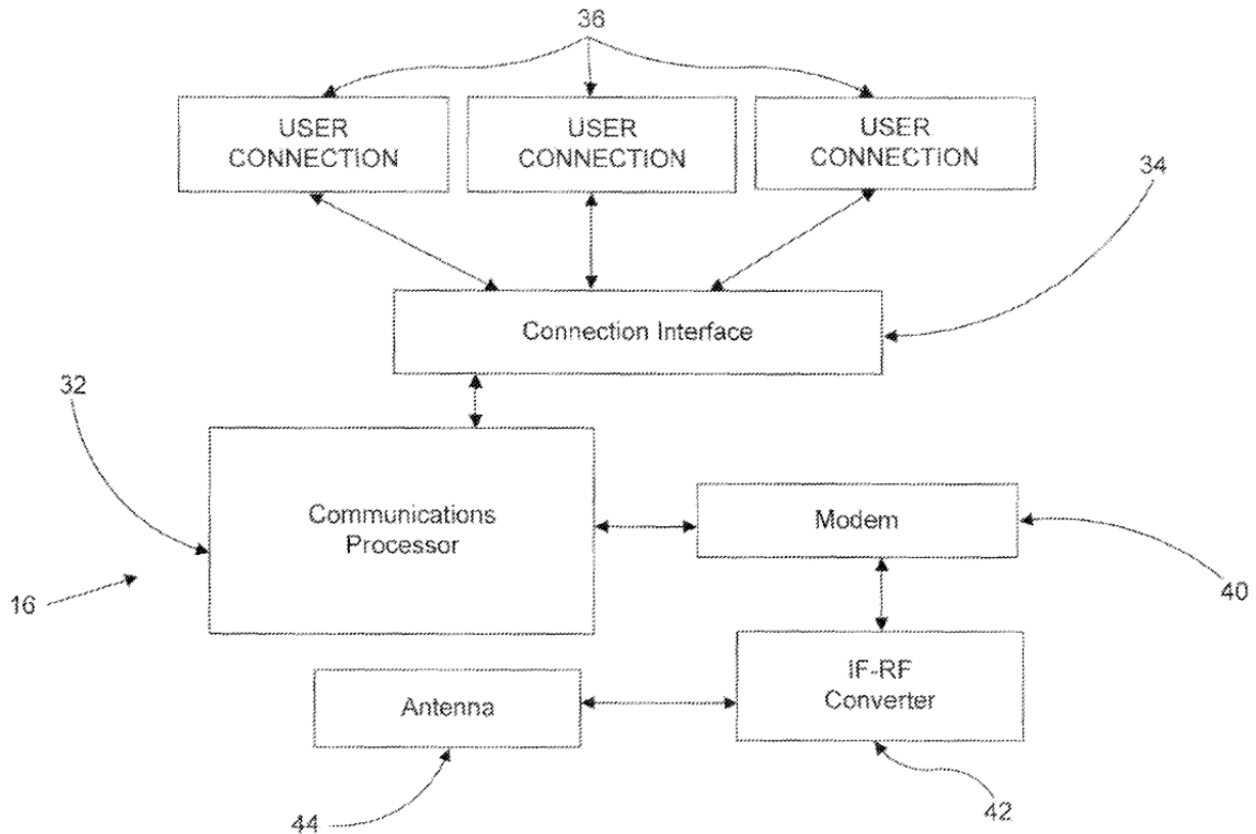 36
USER
CONNECTION
USER
CONNECTION
USER
CONNECTION
34
Connection Interface
32
Communications
Processor
Modem
16
40
IF-RF
Converter
Antenna
44
42